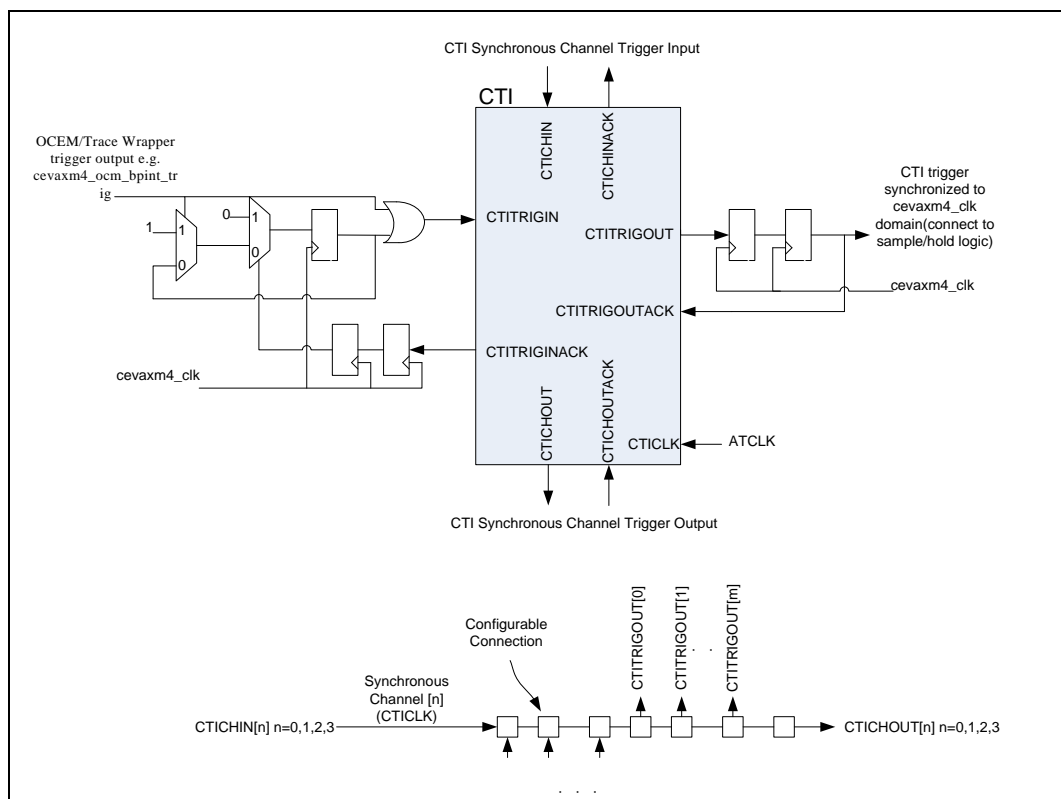 CTI Synchronous Channel Trigger Input
CTI
OCEM/Trace Wrapper
trigger output e.g.
cevaxm4_ocm_bpint_tr
ig
CTICHIN
CTICHINACK
1
1
0
0
1
0
CTITRIGIN
CTITRIGOUT
CTI trigger
synchronized to
cevaxm4_clk
domain(connect to
sample/hold logic)
cevaxm4_clk
CTITRIGOUTACK
CTITRIGINACK
cevaxm4_clk
CTICHOUT
CTICHOUTACK
CTICLK
ATCLK
CTI Synchronous Channel Trigger Output
Configurable
Connection
CTITRIGOUT[0]
CTITRIGOUT[1]
. .
CTITRIGOUT[m]
Synchronous
Channel [n]
(CTICLK)
CTICHIN[n] n=0,1,2,3
CTICHOUT[n] n=0,1,2,3
. . .